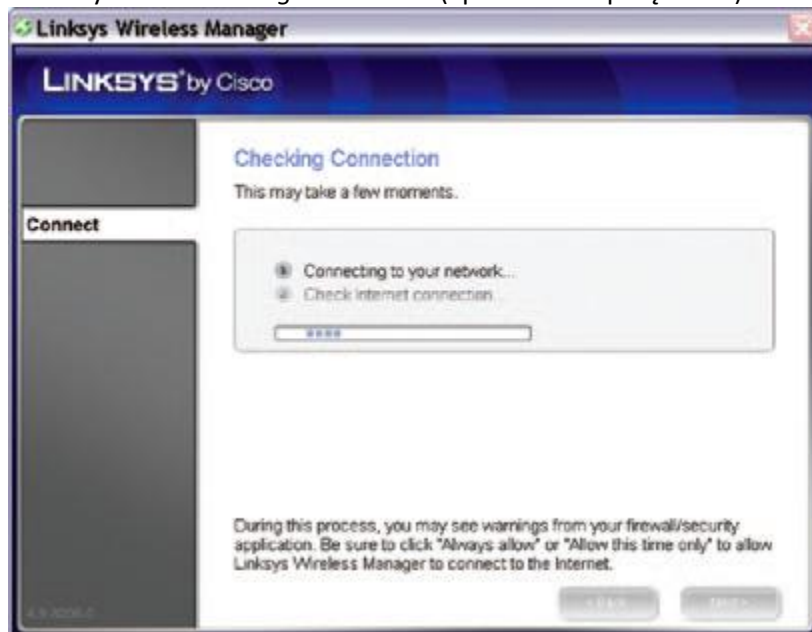 Linksys Wireless Manager
LINKSYS® by Cisco
Checking Connection
This may take a few moments.
Connect
Connecting to your network...
Check internet connection...
During this process, you may see warnings from your firewall/security
application. Be sure to click "Always allow" or "Allow this time only" to allow
Linksys Wireless Manager to connect to the Internet.